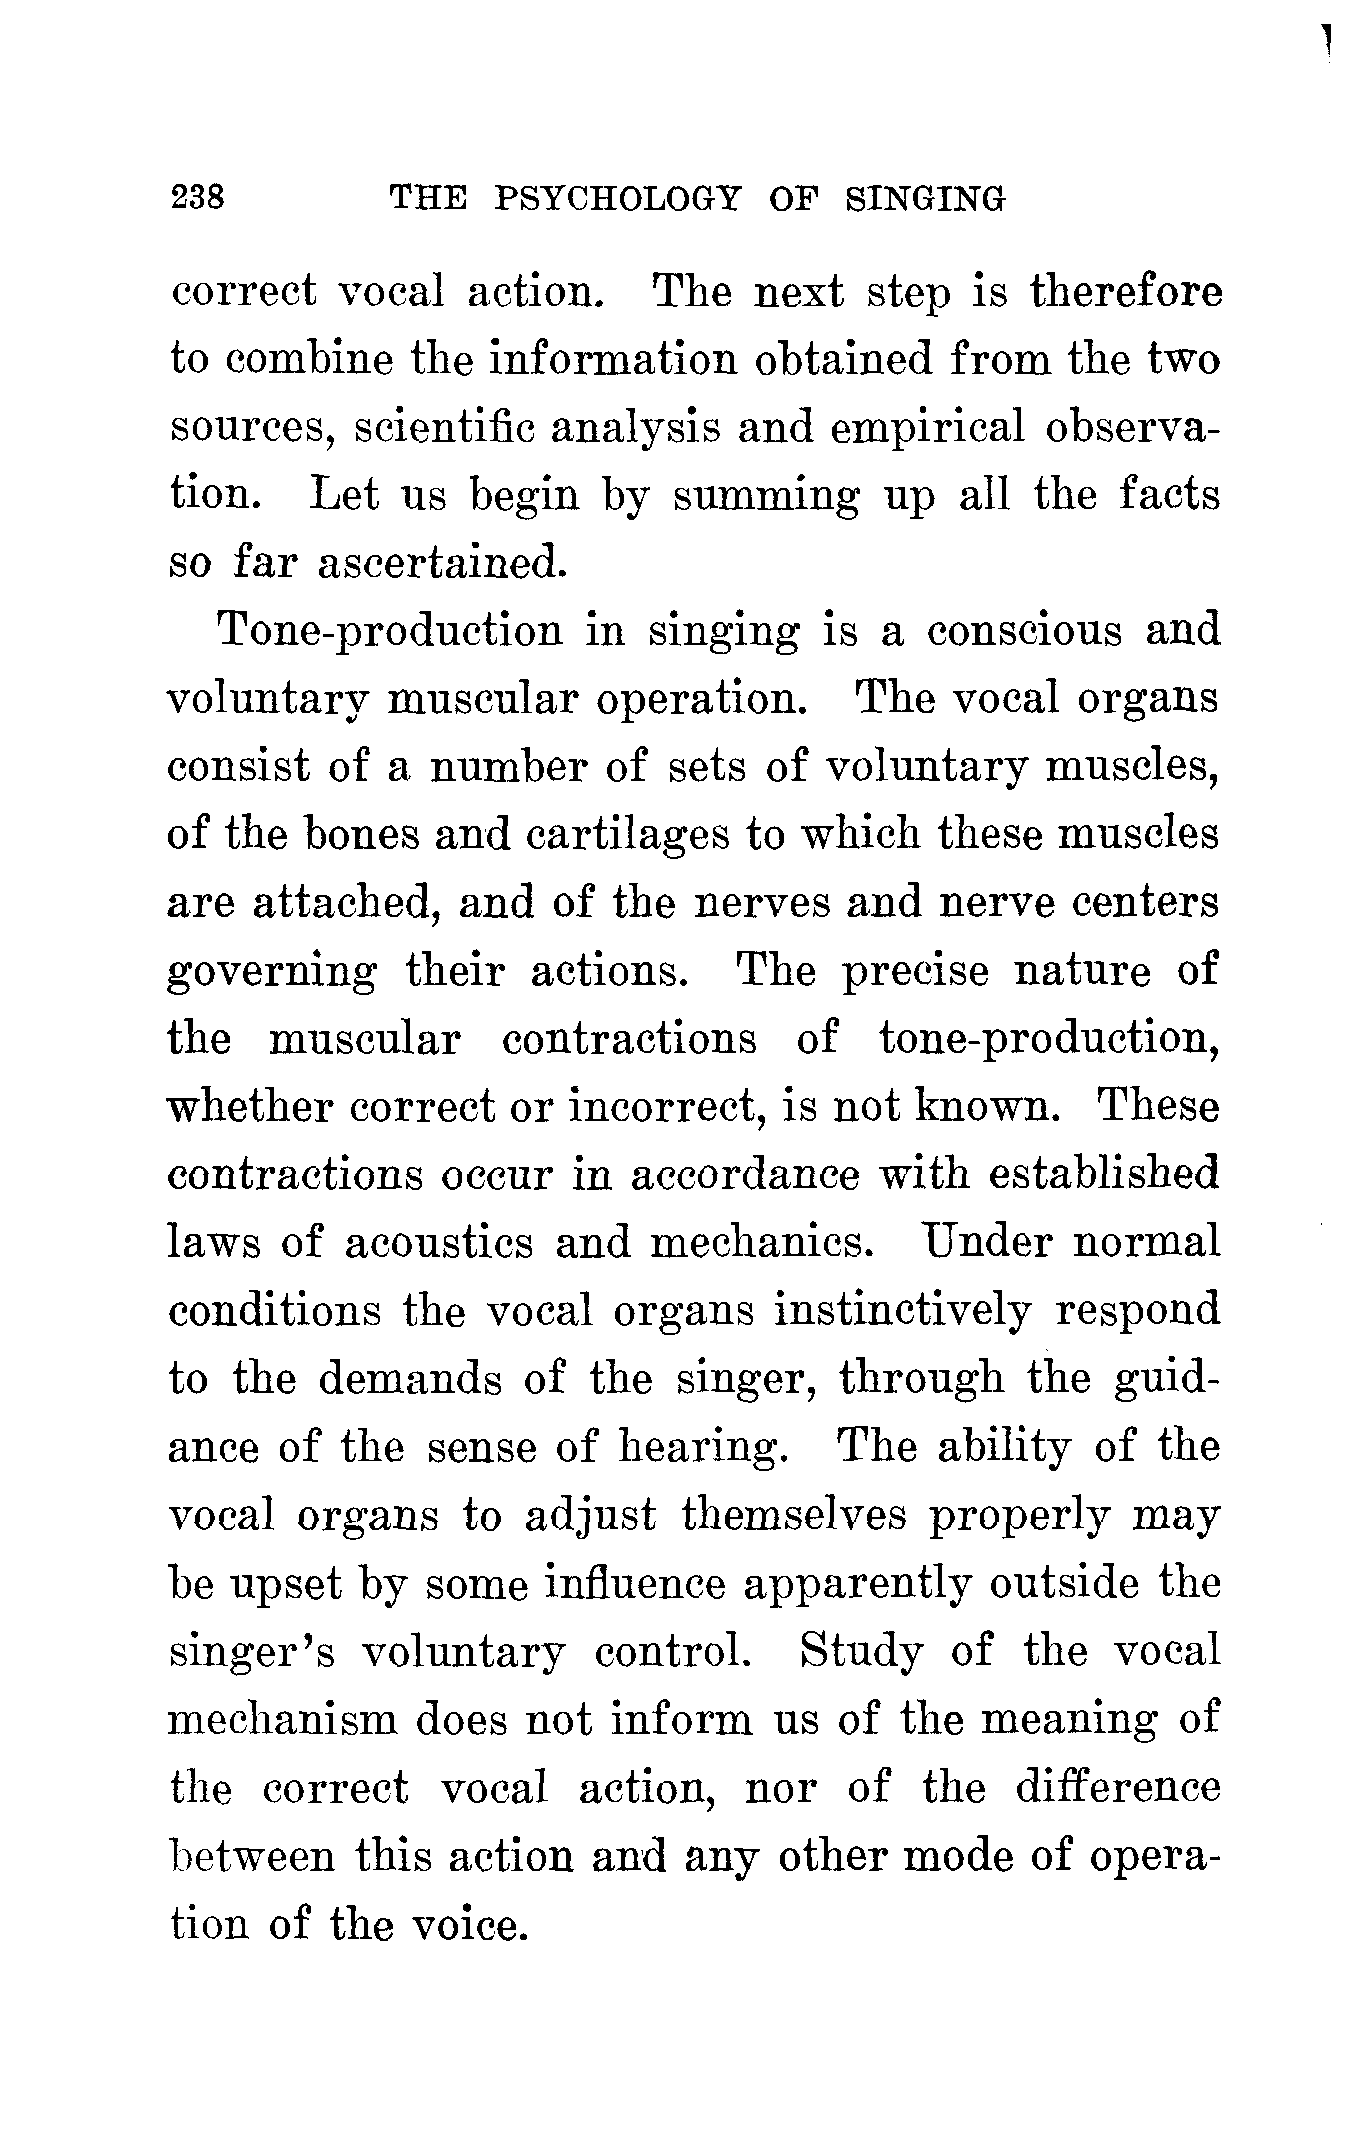 238 THE PSYCHOLOGY OF SINGING
correct vocal action. The next step is therefore
to combine the information obtained from the two
sources, scientific analysis and empirical observa-
tion. Let us begin by summing up all the facts
so far ascertained.
Tone-production in singing is a conscious and
voluntary muscular operation. The vocal organs
consist of a number of sets of voluntary muscles,
of the bones and cartilages to which these muscles
are attached, and of the nerves and nerve centers
governing their actions. The precise nature of
the muscular contractions of tone-production,
whether correct or incorrect, is not known. These
contractions occur in accordance with established
laws of acoustics and mechanics. Under normal
conditions the vocal organs instinctively respond
to the demands of the singer, through the guid-
ance of the sense of hearing. The ability of the
vocal organs to adjust themselves properly may
be upset by some influence apparently outside the
singer's voluntary control. Study of the vocal
mechanism does not inform us of the meaning of
the correct vocal action, nor of the difference
between this action and any other mode of opera-
tion of the voice.